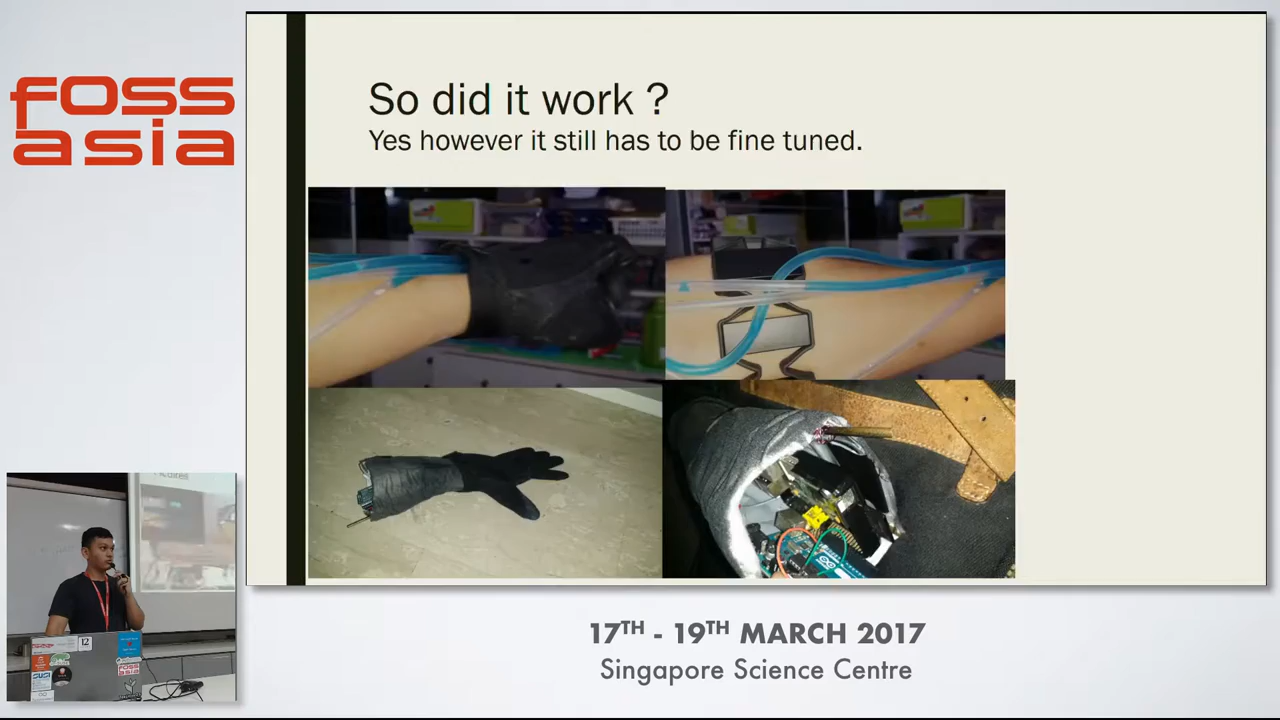 foss
asia
So did it work ?
Yes however it still has to be fine tuned.
12
17TH - 19TH MARCH 2017
Singapore Science Centre